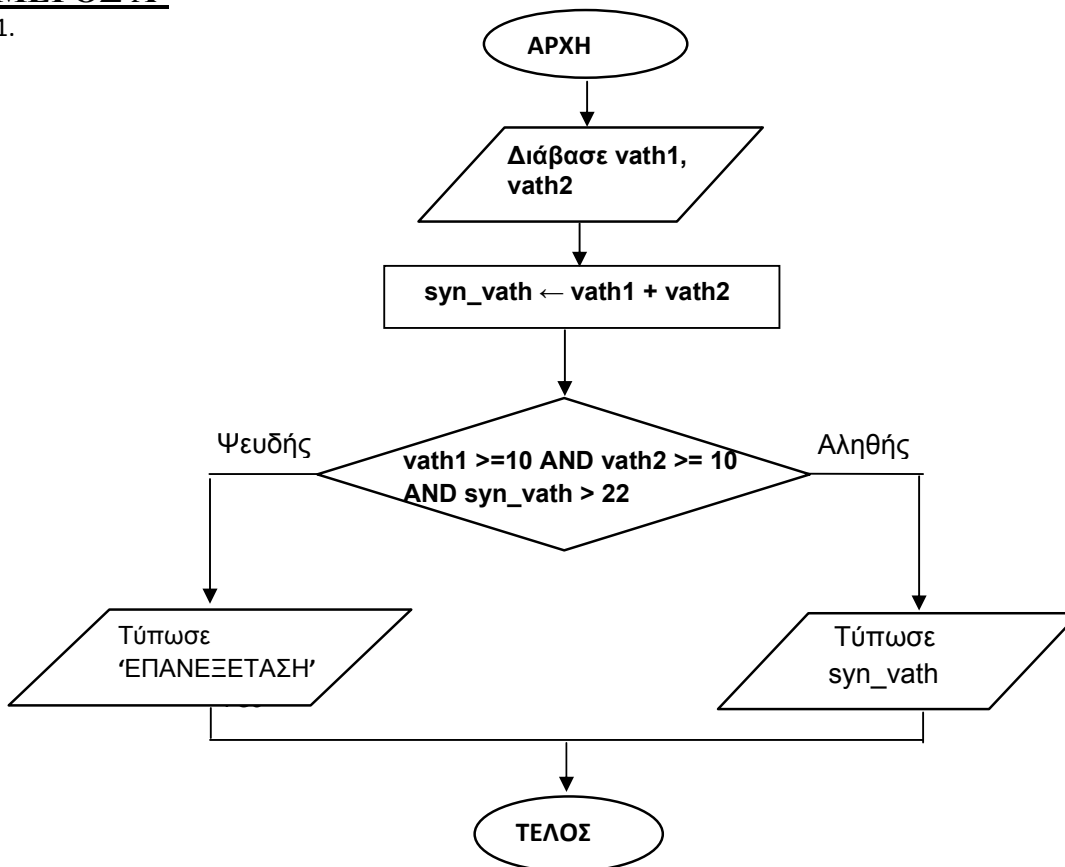 1.
ΑΡΧΗ
Διάβασε vath1,
vath2
syn_vath ← vath1 + vath2
Ψευδής
Αληθής
vath1 >=10 AND vath2 >= 10
AND syn_vath > 22
Τύπωσε
‘ΕΠΑΝΕΞΕΤΑΣΗ’
Τύπωσε
syn_vath
ΤΕΛΟΣ